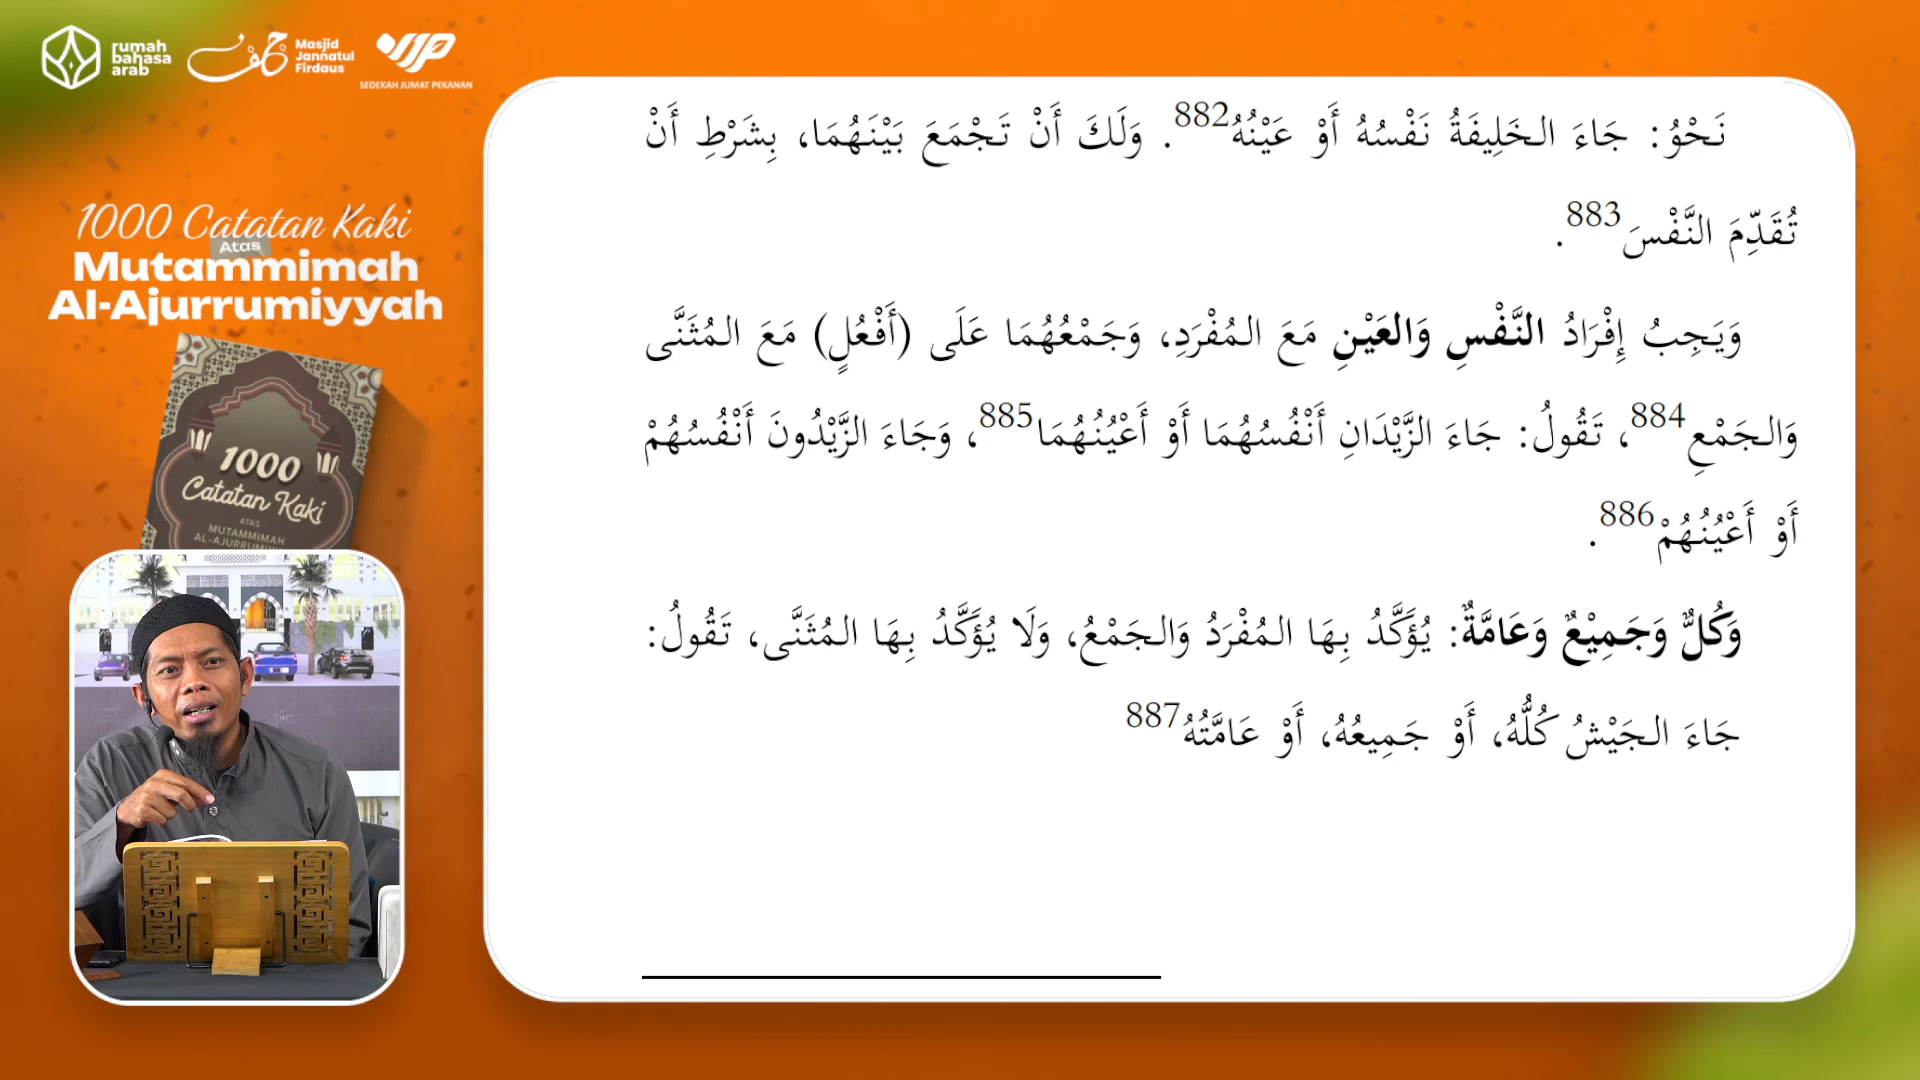 rumah
bahasa
arab
Masjid
Jannatul
Firdaus
VIP
SEDEKAH JUMAT PEKANAN
1000 Catatan Kaki
Atas
Mutammimah
Al-Ajurrumiyyah
1000
Catatan Kaki
ATAS
MUTAMMIMAH
نَحْوُ: جَاءَ الخَلِيفَةُ نَفْسُهُ أَوْ عَيْنُهُ882. وَلَكَ أَنْ تَجْمَعَ بَيْنَهُمَا، بِشَرْطِ أَنْ
تُقَدِّمَ النَّفْسَ883.
وَيَجِبُ إِفْرَادُ النَّفْسِ وَالعَيْنِ مَعَ المُفْرَدِ، وَجَمْعُهُمَا عَلَى (أَفْعُلٍ) مَعَ المُثَنَّى
وَالجَمْعِ884، تَقُولُ: جَاءَ الزَّيْدَانِ أَنْفُسُهُمَا أَوْ أَعْيُنُهُمَا885، وَجَاءَ الزَّيْدُونَ أَنْفُسُهُمْ
أَوْ أَعْيُنُهُمْ886.
وَكُلٌّ وَجَمِيْعٌ وَعَامَّةٌ: يُؤَكَّدُ بِهَا المُفْرَدُ وَالجَمْعُ، وَلَا يُؤَكَّدُ بِهَا المُثَنَّى، تَقُولُ:
جَاءَ الجَيْشُ كُلُّهُ، أَوْ جَمِيعُهُ، أَوْ عَامَّتُهُ887